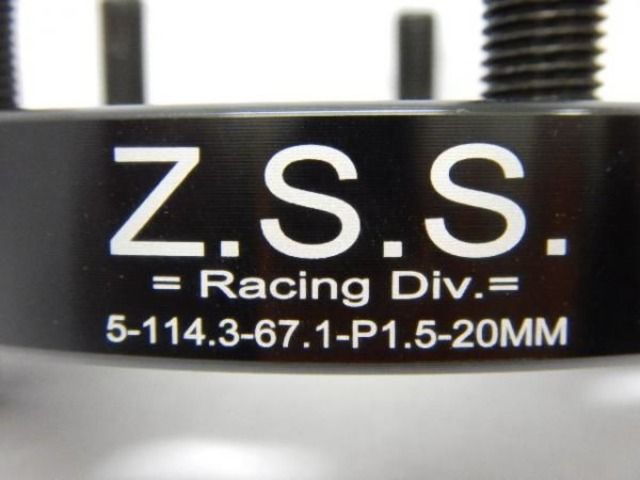 Z.S.S.
= Racing Div.=
5-114.3-67.1-P1.5-20MM